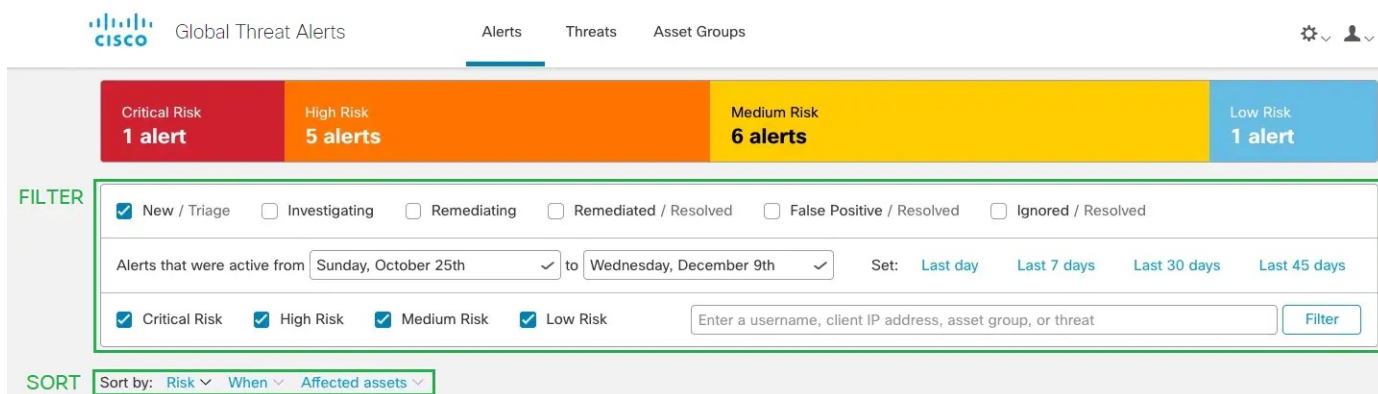 CISCO Global Threat Alerts Alerts Threats Asset Groups
Critical Risk High Risk Medium Risk Low Risk
1 alert 5 alerts 6 alerts 1 alert
FILTER
New / Triage Investigating Remediating Remediated / Resolved False Positive / Resolved Ignored / Resolved
Alerts that were active from Sunday, October 25th to Wednesday, December 9th Set: Last day Last 7 days Last 30 days Last 45 days
Critical Risk High Risk Medium Risk Low Risk Enter a username, client IP address, asset group, or threat Filter
SORT Sort by: Risk When Affected assets